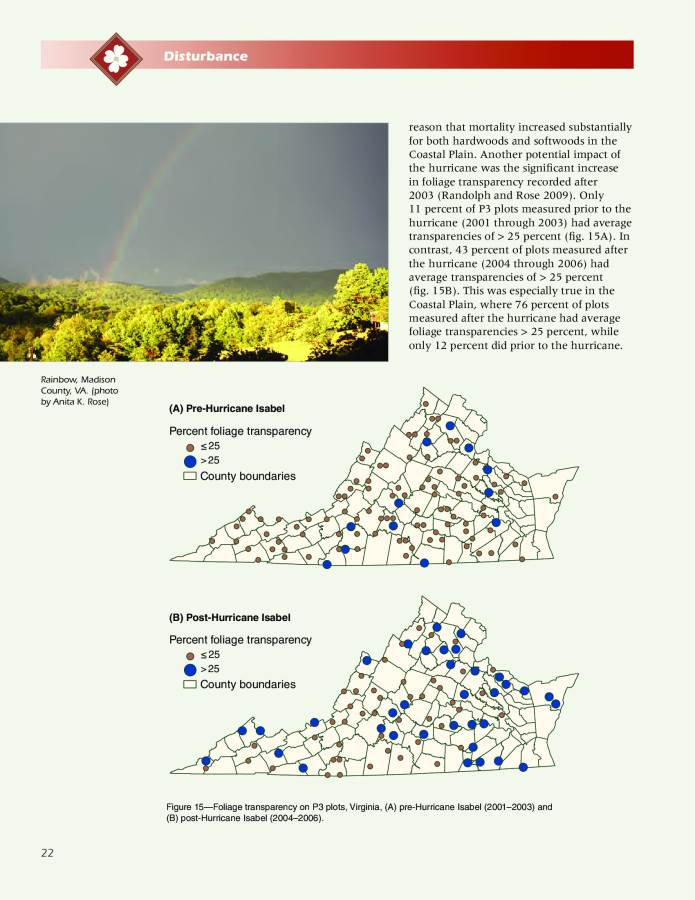 Disturbance
reason that mortality increased substantially
for both hardwoods and softwoods in the
Coastal Plain. Another potential impact of
the hurricane was the significant increase
in foliage transparency recorded after
2003 (Randolph and Rose 2009). Only
11 percent of P3 plots measured prior to the
hurricane (2001 through 2003) had average
transparencies of > 25 percent (fig. 15A). In
contrast, 43 percent of plots measured after
the hurricane (2004 through 2006) had
average transparencies of > 25 percent
(fig. 15B). This was especially true in the
Coastal Plain, where 76 percent of plots
measured after the hurricane had average
foliage transparencies > 25 percent, while
only 12 percent did prior to the hurricane.
Rainbow, Madison
County, VA. (photo
by Anita K. Rose)
(A) Pre-Hurricane Isabel
Percent foliage transparency
≤ 25
> 25
County boundaries
(B) Post-Hurricane Isabel
Percent foliage transparency
≤ 25
> 25
County boundaries
Figure 15—Foliage transparency on P3 plots, Virginia, (A) pre-Hurricane Isabel (2001–2003) and
(B) post-Hurricane Isabel (2004–2006).
22